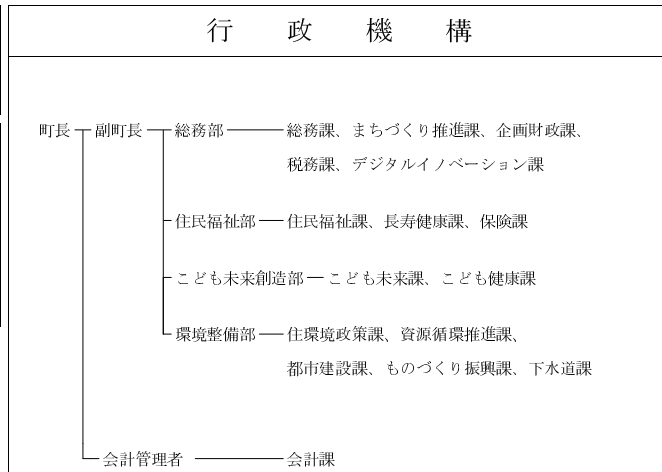 行政機構
町長 副町長 総務部 総務課、まちづくり推進課、企画財政課、
税務課、デジタルイノベーション課
住民福祉部 住民福祉課、長寿健康課、保険課
こども未来創造部 こども未来課、こども健康課
環境整備部 住環境政策課、資源循環推進課、
都市建設課、ものづくり振興課、下水道課
会計管理者 会計課